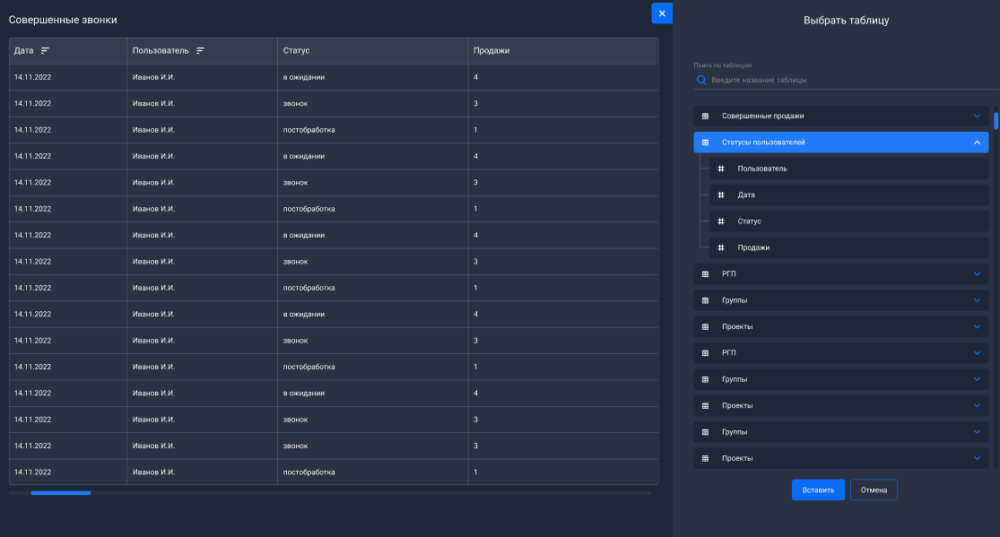 Совершенные звонки
Дата Пользователь Статус Продажи
14.11.2022 Иванов И.И. в ожидании 4
14.11.2022 Иванов И.И. звонок 3
14.11.2022 Иванов И.И. постобработка 1
14.11.2022 Иванов И.И. в ожидании 4
14.11.2022 Иванов И.И. звонок 3
14.11.2022 Иванов И.И. постобработка 1
14.11.2022 Иванов И.И. в ожидании 4
14.11.2022 Иванов И.И. звонок 3
14.11.2022 Иванов И.И. постобработка 1
14.11.2022 Иванов И.И. в ожидании 4
14.11.2022 Иванов И.И. звонок 3
14.11.2022 Иванов И.И. постобработка 1
14.11.2022 Иванов И.И. в ожидании 4
14.11.2022 Иванов И.И. звонок 3
14.11.2022 Иванов И.И. звонок 3
14.11.2022 Иванов И.И. постобработка 1
Выбрать таблицу
Поиск по таблицам
Введите название таблицы
Совершенные продажи
Статусы пользователей
Пользователь
Дата
Статус
Продажи
РГП
Группы
Проекты
РГП
Группы
Проекты
Группы
Проекты
Вставить Отмена